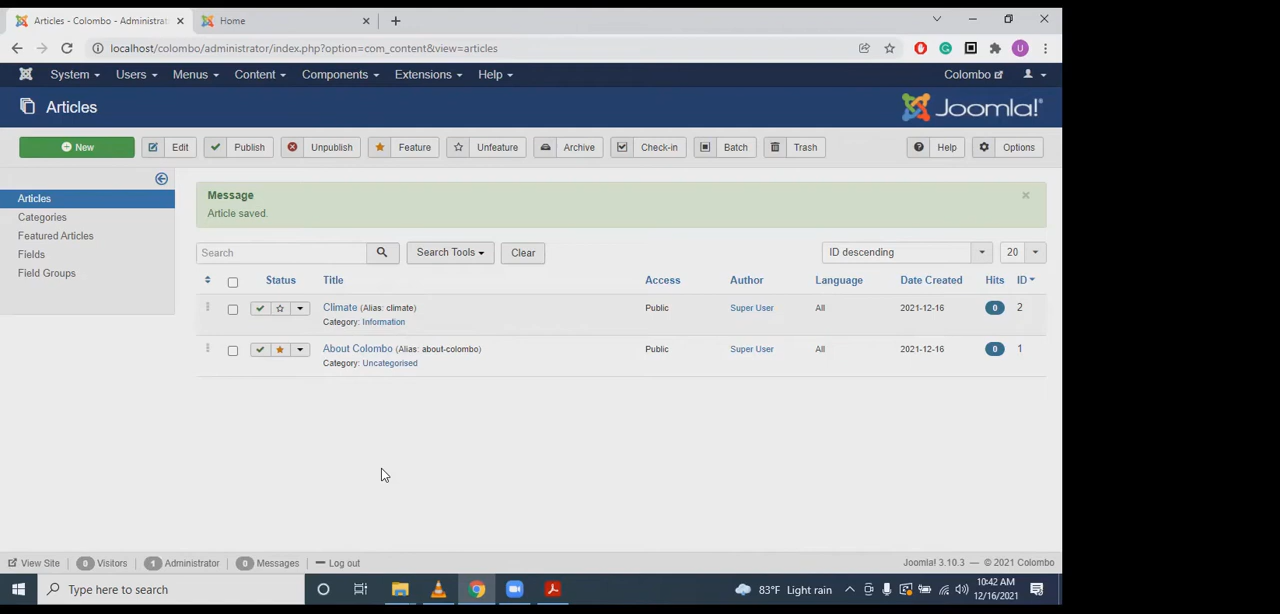 Articles - Colombo - Administrat
Home
localhost/colombo/administrator/index.php?option=com_content&view=articles
U
System Users Menus Content Components Extensions Help
Colombo
Articles
Joomla!®
New Edit Publish Unpublish Feature Unfeature Archive Check-in Batch Trash Help Options
Articles
Categories
Featured Articles
Fields
Field Groups
Message
Article saved.
Search Search Tools Clear ID descending 20
Status Title Access Author Language Date Created Hits ID
Climate (Alias: climate) Public Super User All 2021-12-16 0 2
Category: Information
About Colombo (Alias: about-colombo) Public Super User All 2021-12-16 0 1
Category: Uncategorised
View Site 0 Visitors 1 Administrator 0 Messages Log out
Joomla! 3.10.3 — © 2021 Colombo
Type here to search
83°F Light rain
10:42 AM
12/16/2021